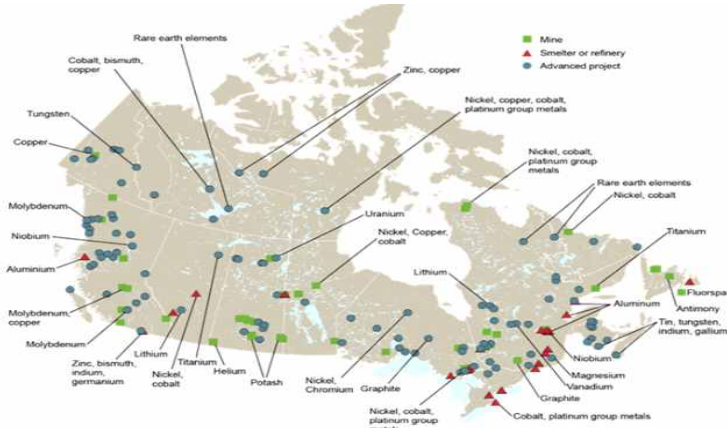 Rare earth elements
Mine
Smelter or refinery
Advanced project
Cobalt, bismuth,
copper
Zinc, copper
Tungsten
Nickel, copper, cobalt,
platinum group metals
Copper
Nickel, cobalt,
platinum group
metals
Rare earth elements
Nickel, cobalt
Molybdenum
Uranium
Niobium
Nickel, Copper,
cobalt
Titanium
Aluminium
Lithium
Fluorspa
Antimony
Aluminum
Molybdenum,
copper
Molybdenum
Tin, tungsten,
indium, gallium
Zinc, bismuth,
indium,
germanium
Lithium
Nickel,
cobalt
Titanium
Helium
Potash
Nickel,
Chromium
Graphite
Niobium
Magnesium
Vanadium
Graphite
Nickel, cobalt,
platinum group
Cobalt, platinum group metals